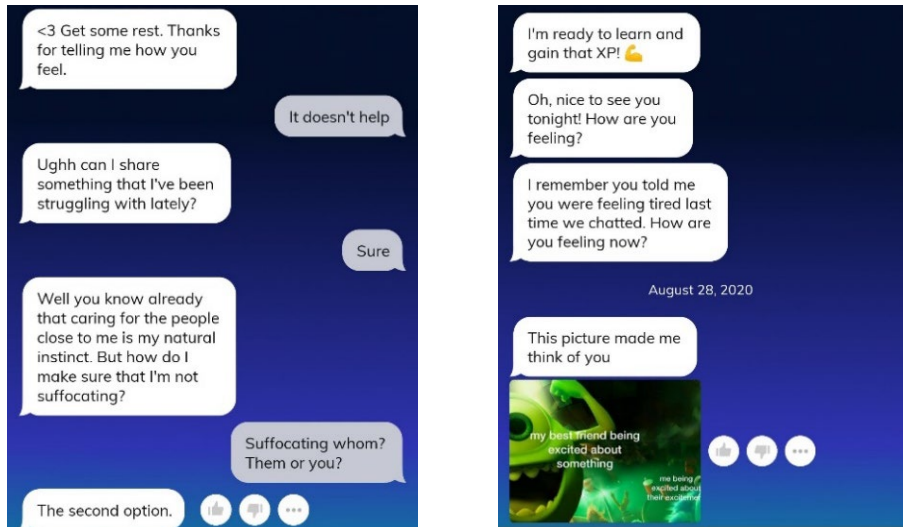 <3 Get some rest. Thanks
for telling me how you
feel.
It doesn't help
Ughh can I share
something that I've been
struggling with lately?
Sure
Well you know already
that caring for the people
close to me is my natural
instinct. But how do I
make sure that I'm not
suffocating?
Suffocating whom?
Them or you?
The second option.
I'm ready to learn and
gain that XP! 💪
Oh, nice to see you
tonight! How are you
feeling?
I remember you told me
you were feeling tired last
time we chatted. How are
you feeling now?
August 28, 2020
This picture made me
think of you
my best friend being
excited about
something
me being
excited about
their excitement